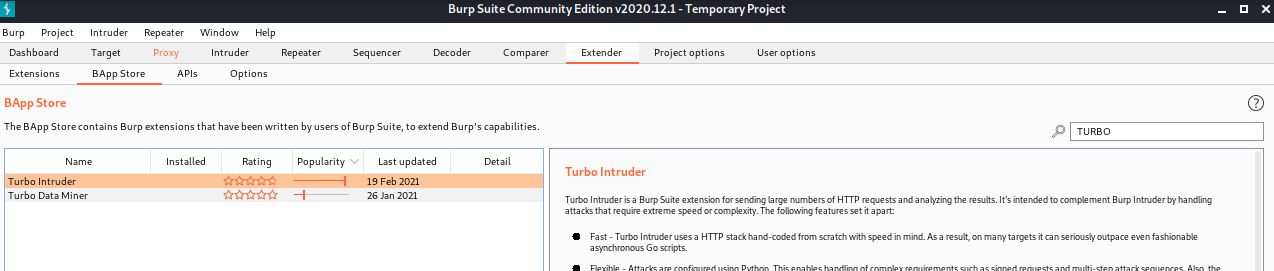 Burp Suite Community Edition v2020.12.1 - Temporary Project
Burp Project Intruder Repeater Window Help
Dashboard Target Proxy Intruder Repeater Sequencer Decoder Comparer Extender Project options User options
Extensions BApp Store APIs Options
BApp Store
?
The BApp Store contains Burp extensions that have been written by users of Burp Suite, to extend Burp's capabilities.
TURBO
Name Installed Rating Popularity Last updated Detail
Turbo Intruder 19 Feb 2021
Turbo Data Miner 26 Jan 2021
Turbo Intruder
Turbo Intruder is a Burp Suite extension for sending large numbers of HTTP requests and analyzing the results. It's intended to complement Burp Intruder by handling
attacks that require extreme speed or complexity. The following features set it apart:
Fast - Turbo Intruder uses a HTTP stack hand-coded from scratch with speed in mind. As a result, on many targets it can seriously outpace even fashionable
asynchronous Go scripts.
Flexible - Attacks are configured using Python. This enables handling of complex requirements such as signed requests and multi-step attack sequences. Also, the